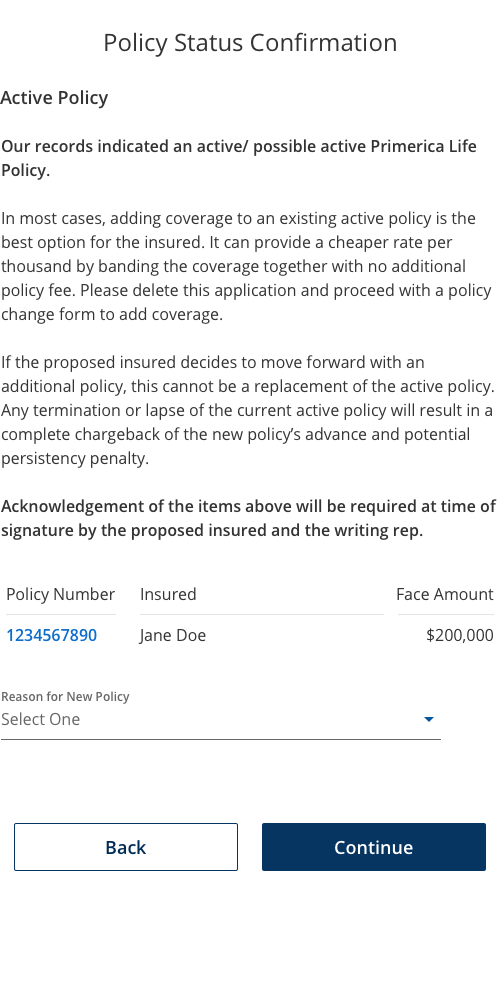 Policy Status Confirmation
Active Policy
Our records indicated an active/ possible active Primerica Life
Policy.
In most cases, adding coverage to an existing active policy is the
best option for the insured. It can provide a cheaper rate per
thousand by banding the coverage together with no additional
policy fee. Please delete this application and proceed with a policy
change form to add coverage.
If the proposed insured decides to move forward with an
additional policy, this cannot be a replacement of the active policy.
Any termination or lapse of the current active policy will result in a
complete chargeback of the new policy’s advance and potential
persistency penalty.
Acknowledgement of the items above will be required at time of
signature by the proposed insured and the writing rep.
Policy Number Insured Face Amount
1234567890 Jane Doe $200,000
Reason for New Policy
Select One
Back Continue